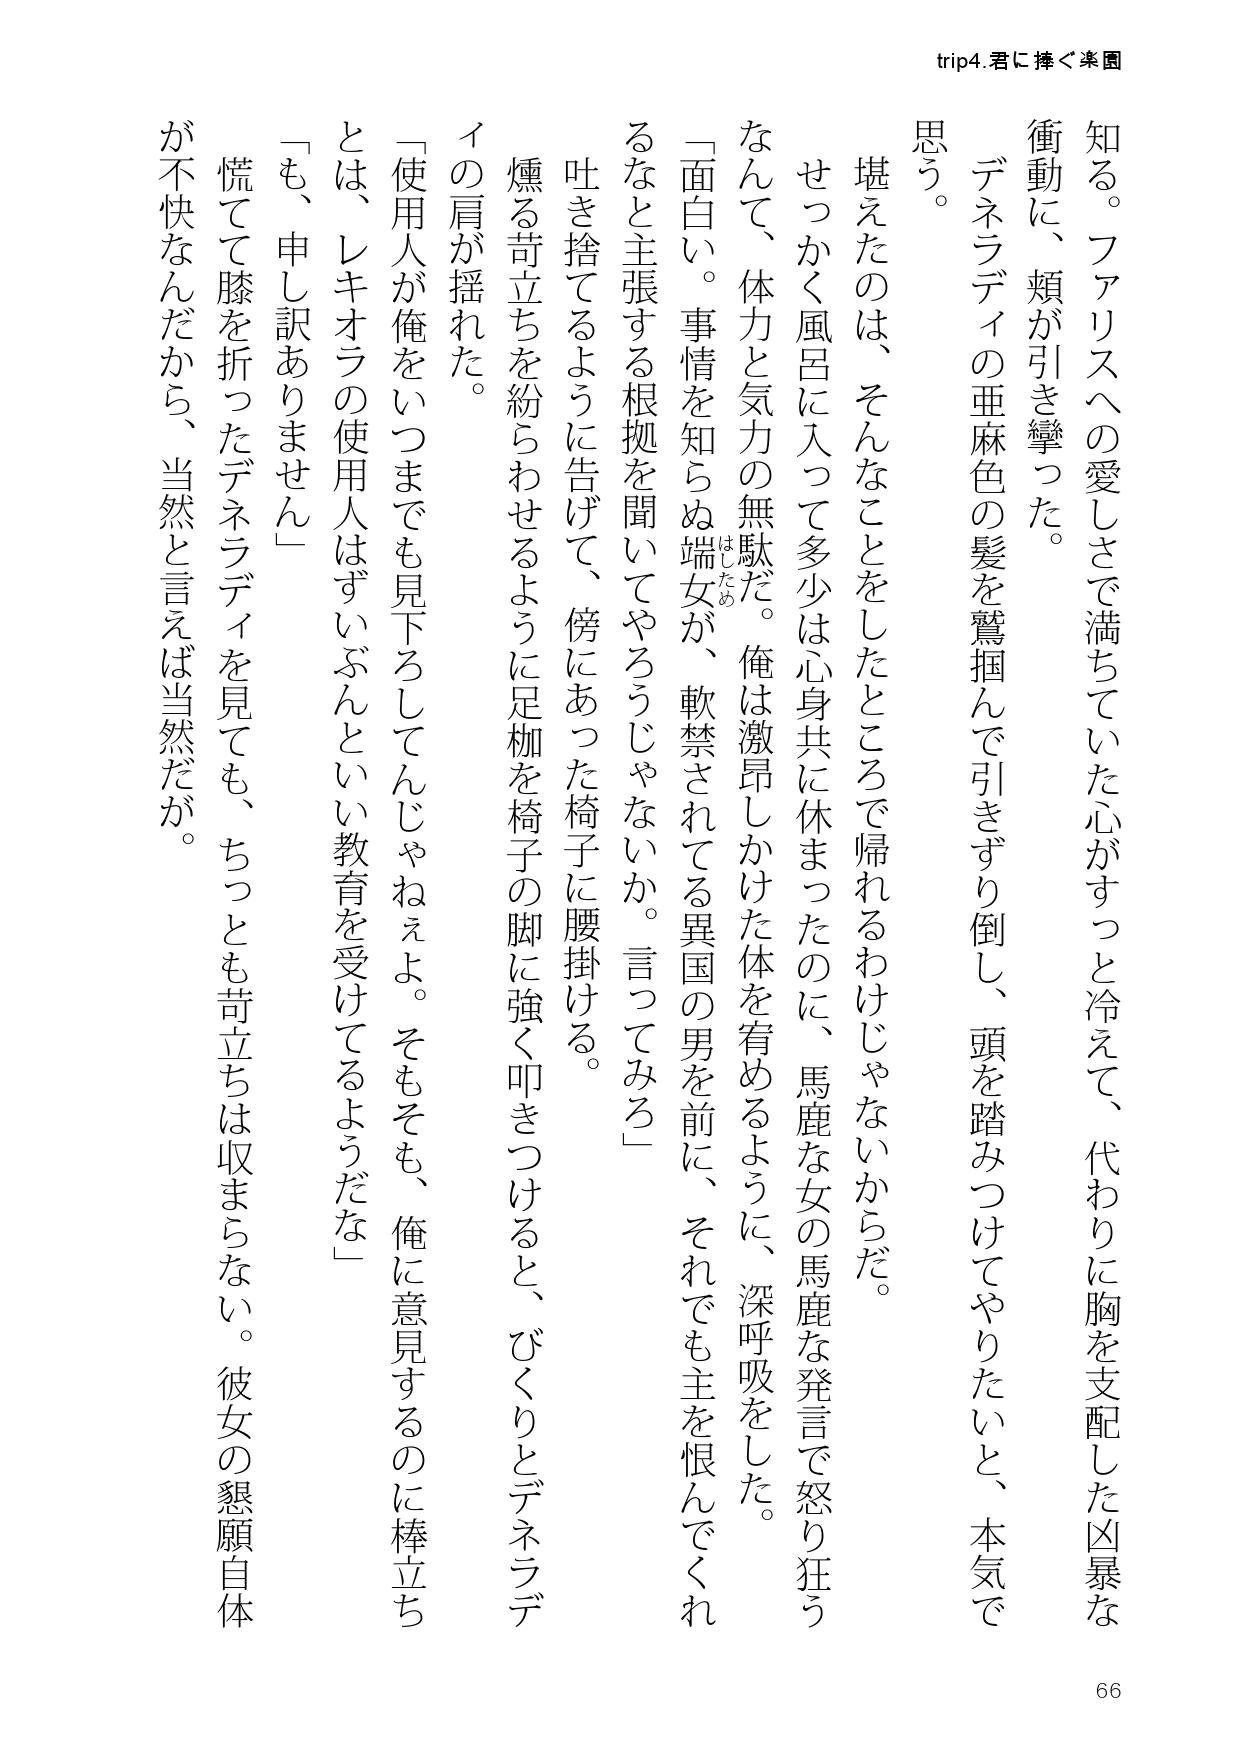 trip4.君に捧ぐ楽園
知る。ファリスへの愛しさで満ちていた心がすっと冷えて、代わりに胸を支配した凶暴な
衝動に、頬が引き攣った。
デネラディの亜麻色の髪を鷲掴んで引きずり倒し、頭を踏みつけてやりたいと、本気で
思う。
堪えたのは、そんなことをしたところで帰れるわけじゃないからだ。
せっかく風呂に入って多少は心身共に休まったのに、馬鹿な女の馬鹿な発言で怒り狂う
なんて、体力と気力の無駄だ。俺は激昂しかけた体を宥めるように、深呼吸をした。
はしため
「面白い。事情を知らぬ端女が、軟禁されてる異国の男を前に、それでも主を恨んでくれ
るなと主張する根拠を聞いてやろうじゃないか。言ってみろ」
吐き捨てるように告げて、傍にあった椅子に腰掛ける。
燻る苛立ちを紛らわせるように足枷を椅子の脚に強く叩きつけると、びくりとデネラデ
ィの肩が揺れた。
「使用人が俺をいつまでも見下ろしてんじゃねぇよ。そもそも、俺に意見するのに棒立ち
とは、レキオラの使用人はずいぶんといい教育を受けてるようだな」
「も、申し訳ありません」
慌てて膝を折ったデネラディを見ても、ちっとも苛立ちは収まらない。彼女の懇願自体
が不快なんだから、当然と言えば当然だが。
66